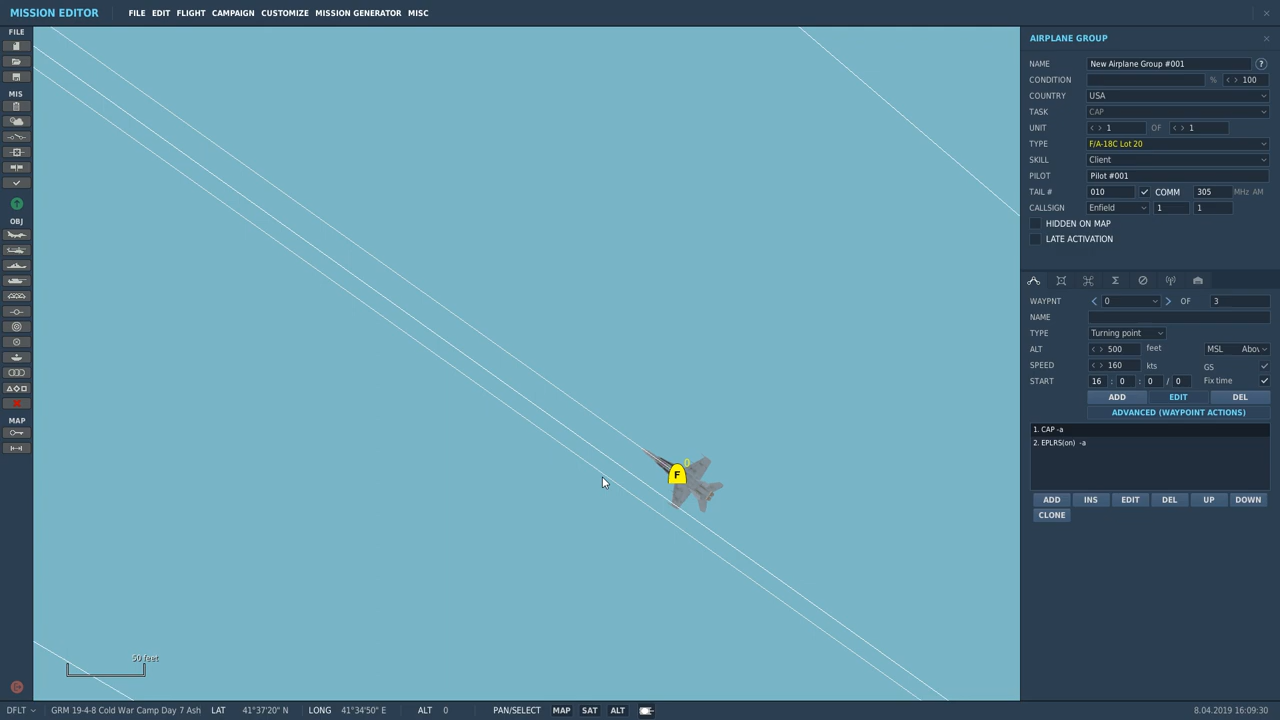 MISSION EDITOR FILE EDIT FLIGHT CAMPAIGN CUSTOMIZE MISSION GENERATOR MISC
FILE
MIS
OBJ
MAP
F
0
50 feet
AIRPLANE GROUP
NAME New Airplane Group #001 ?
CONDITION % 100
COUNTRY USA
TASK CAP
UNIT 1 OF 1
TYPE F/A-18C Lot 20
SKILL Client
PILOT Pilot #001
TAIL # 010 COMM 305 MHz AM
CALLSIGN Enfield 1 1
HIDDEN ON MAP
LATE ACTIVATION
WAYPNT 0 OF 3
NAME
TYPE Turning point
ALT 500 feet MSL Abov
SPEED 160 kts GS
START 16 : 0 : 0 / 0 Fix time
ADD EDIT DEL
ADVANCED (WAYPOINT ACTIONS)
1. CAP -a
2. EPLRS(on) -a
ADD INS EDIT DEL UP DOWN
CLONE
DFLT GRM 19-4-8 Cold War Camp Day 7 Ash LAT 41°37'20" N LONG 41°34'50" E ALT 0 PAN/SELECT MAP SAT ALT 8.04.2019 16:09:30